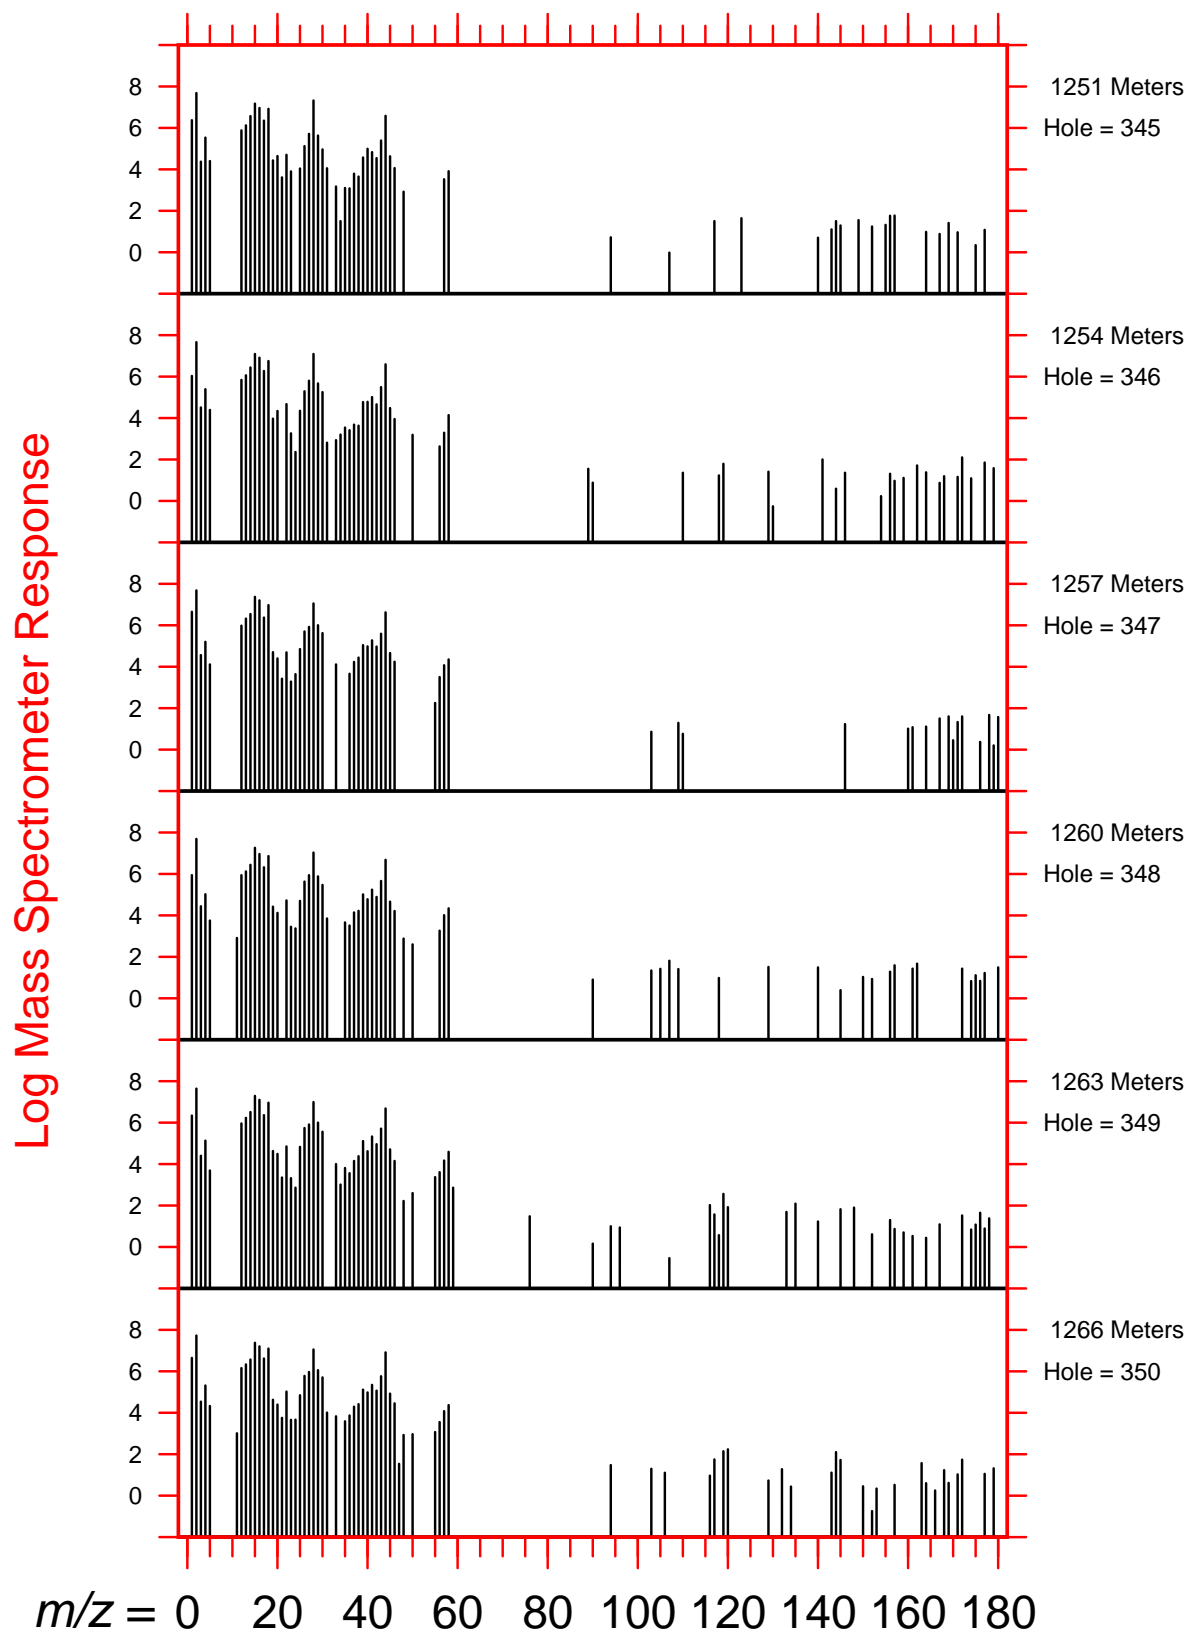 8 1251 Meters
6 Hole = 345
4
2
0
8 1254 Meters
6 Hole = 346
4
2
0
8 1257 Meters
6 Hole = 347
4
2
0
8 1260 Meters
6 Hole = 348
4
2
0
8 1263 Meters
6 Hole = 349
4
2
0
8 1266 Meters
6 Hole = 350
4
2
0
Log Mass Spectrometer Response
m/z = 0 20 40 60 80 100 120 140 160 180